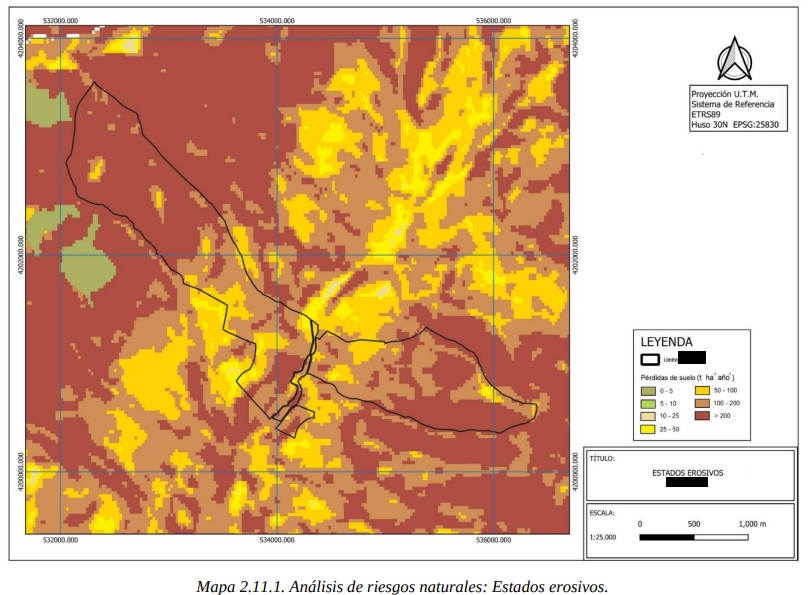 532000.000 534000.000 536000.000
4204000.000 4204000.000
4202000.000 4202000.000
4200000.000 4200000.000
532000.000 534000.000 536000.000
Proyección U.T.M.
Sistema de Referencia
ETRS89
Huso 30N EPSG:25830
LEYENDA
Límite
Pérdidas de suelo (t ha⁻¹ año⁻¹)
0 - 5 50 - 100
5 - 10 100 - 200
10 - 25 > 200
25 - 50
TÍTULO:
ESTADOS EROSIVOS
ESCALA:
0 500 1,000 m
1:25.000
Mapa 2.11.1. Análisis de riesgos naturales: Estados erosivos.